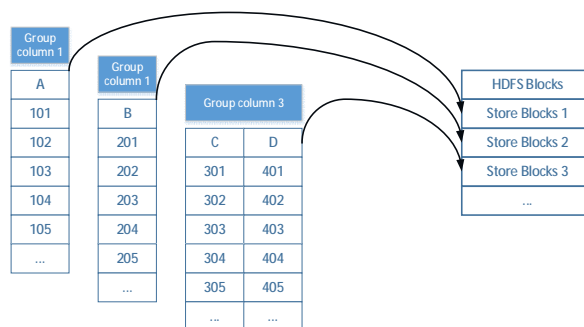 Group
column 1
A
101
102
103
104
105
...
Group
column 1
B
201
202
203
204
205
...
Group column 3
C D
301 401
302 402
303 403
304 404
305 405
... ...
HDFS Blocks
Store Blocks 1
Store Blocks 2
Store Blocks 3
...